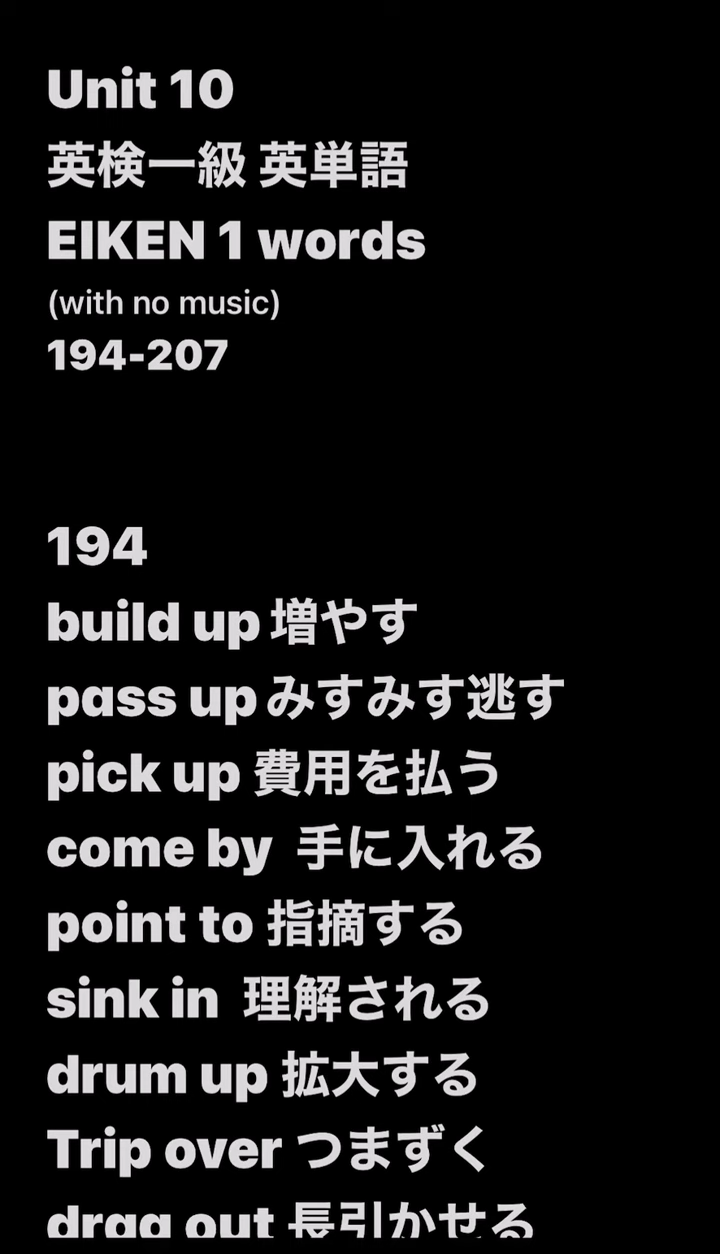 Unit 10
英検一級 英単語
EIKEN 1 words
(with no music)
194-207
194
build up 増やす
pass up みすみす逃す
pick up 費用を払う
come by 手に入れる
point to 指摘する
sink in 理解される
drum up 拡大する
Trip over つまずく
drag out 長引かせる